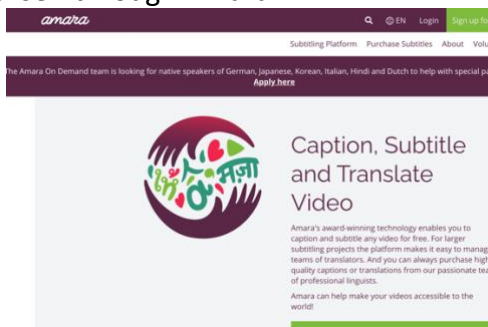 amara
EN Login Sign up fo
Subtitling Platform Purchase Subtitles About Volu
he Amara On Demand team is looking for native speakers of German, Japanese, Korean, Italian, Hindi and Dutch to help with special pa
Apply here
Caption, Subtitle
and Translate
Video
Amara's award-winning technology enables you to
caption and subtitle any video for free. For larger
subtitling projects the platform makes it easy to manag
teams of translators. And you can always purchase high
quality captions or translations from our passionate tea
of professional linguists.
Amara can help make your videos accessible to the
world!